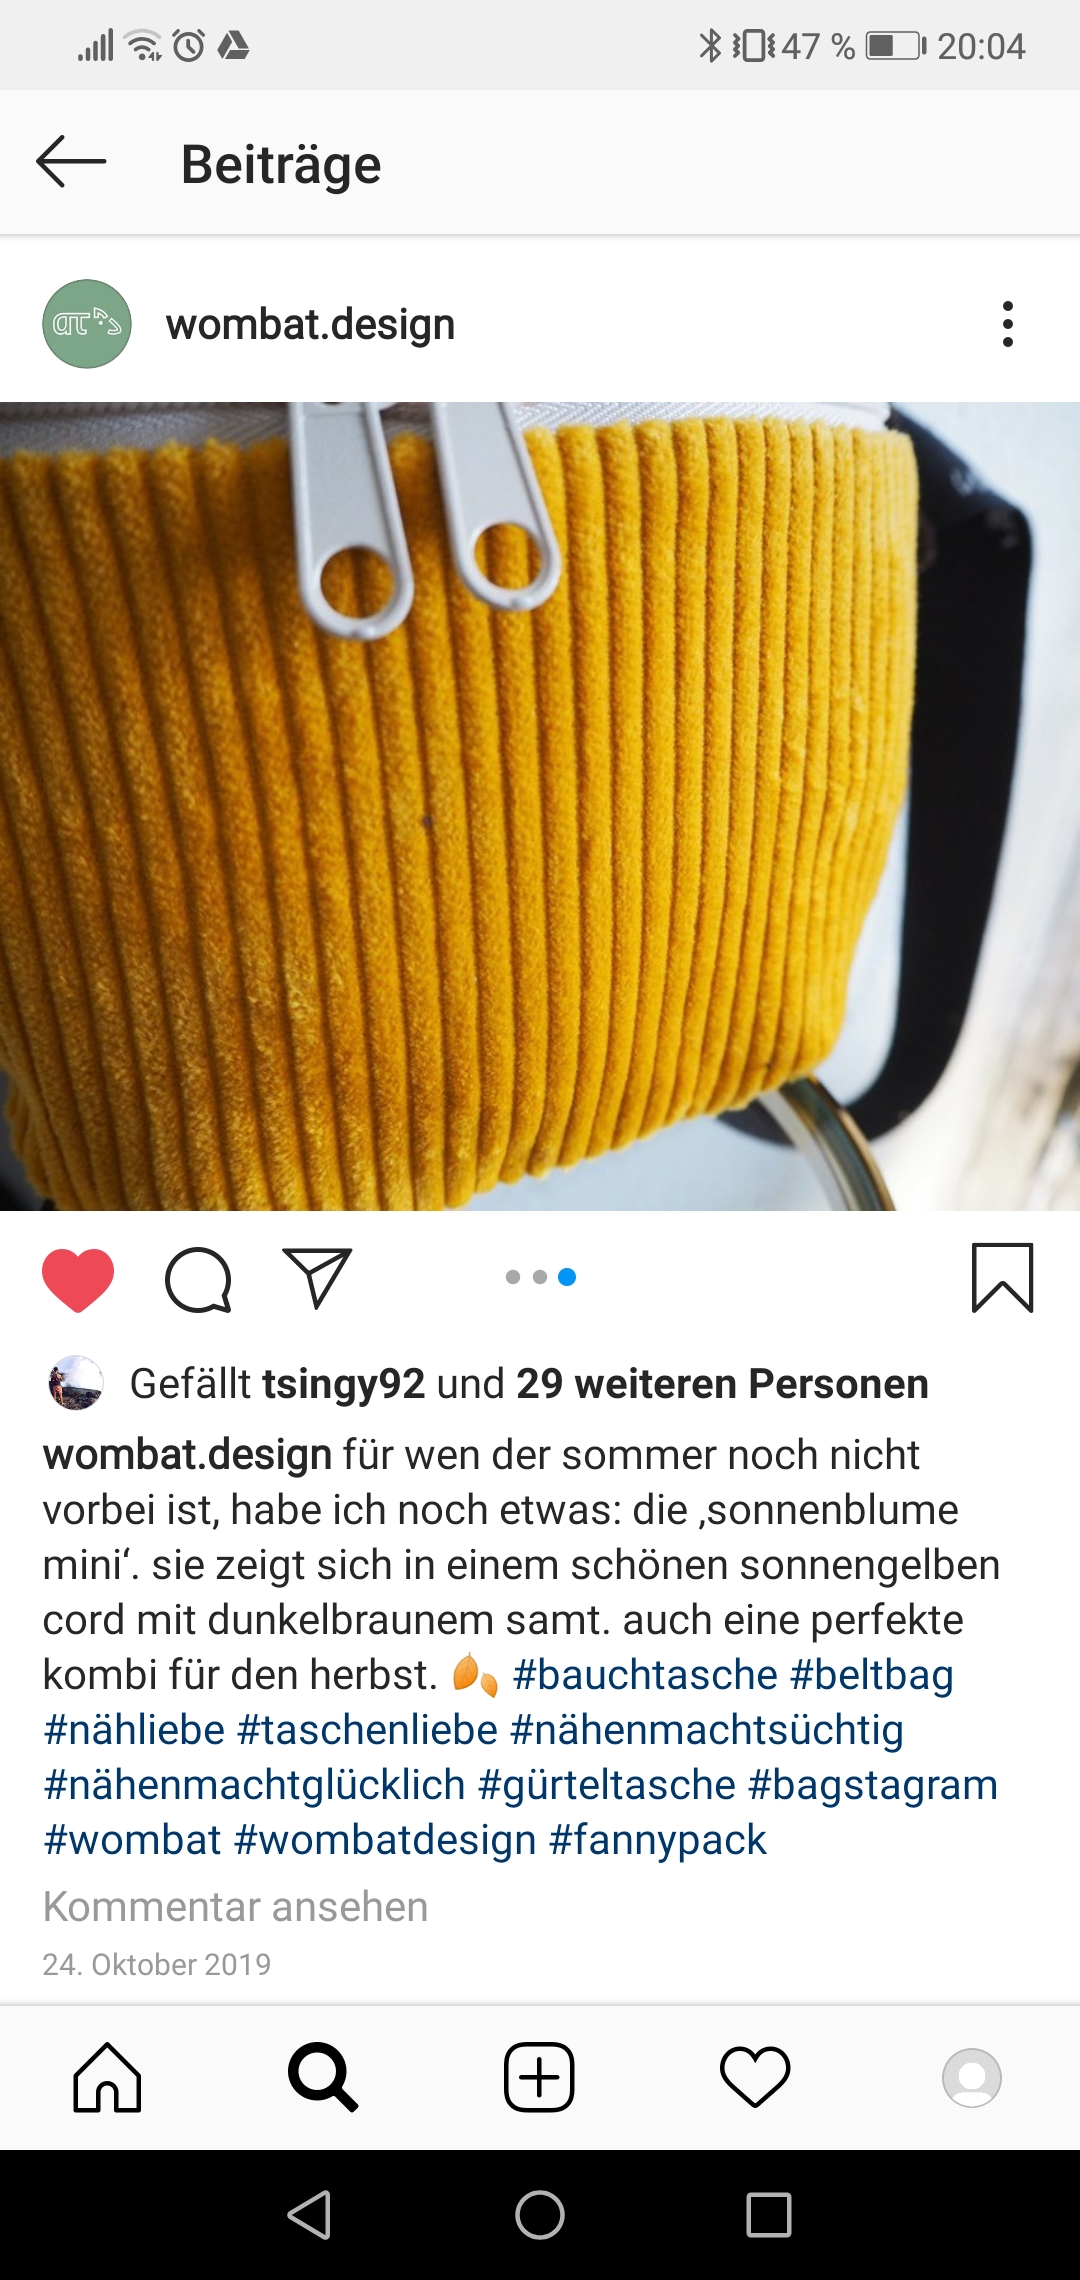 47 % 20:04
Beiträge
wombat.design
Gefällt tsingy92 und 29 weiteren Personen
wombat.design für wen der sommer noch nicht
vorbei ist, habe ich noch etwas: die ‚sonnenblume
mini‘. sie zeigt sich in einem schönen sonnengelben
cord mit dunkelbraunem samt. auch eine perfekte
kombi für den herbst. 🍂 #bauchtasche #beltbag
#nähliebe #taschenliebe #nähenmachtsüchtig
#nähenmachtglücklich #gürteltasche #bagstagram
#wombat #wombatdesign #fannypack
Kommentar ansehen
24. Oktober 2019